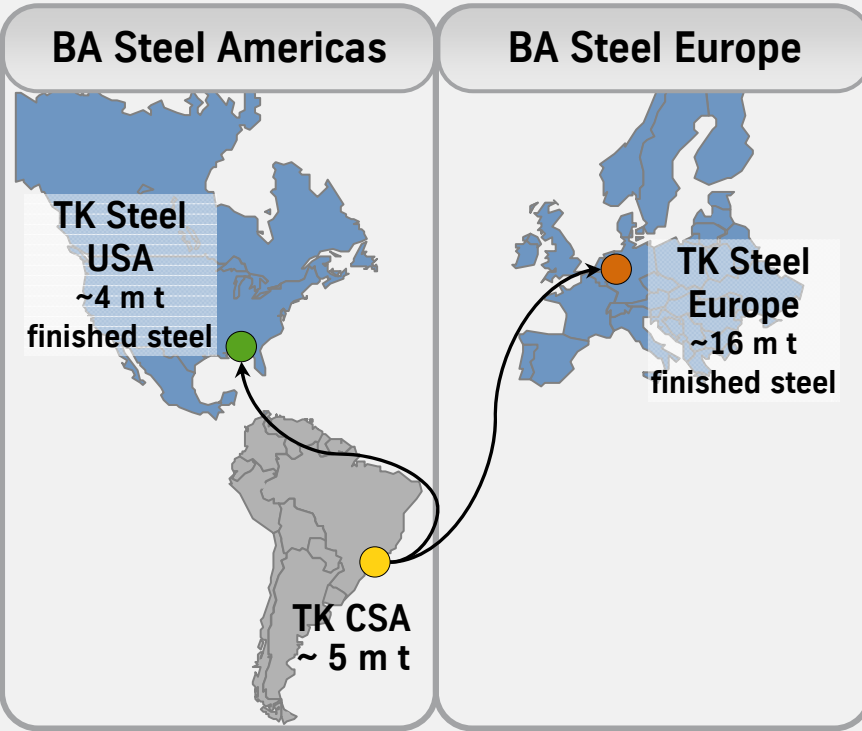 BA Steel Americas
BA Steel Europe
TK Steel
USA
~4 m t
finished steel
TK Steel
Europe
~16 m t
finished steel
TK CSA
~ 5 m t